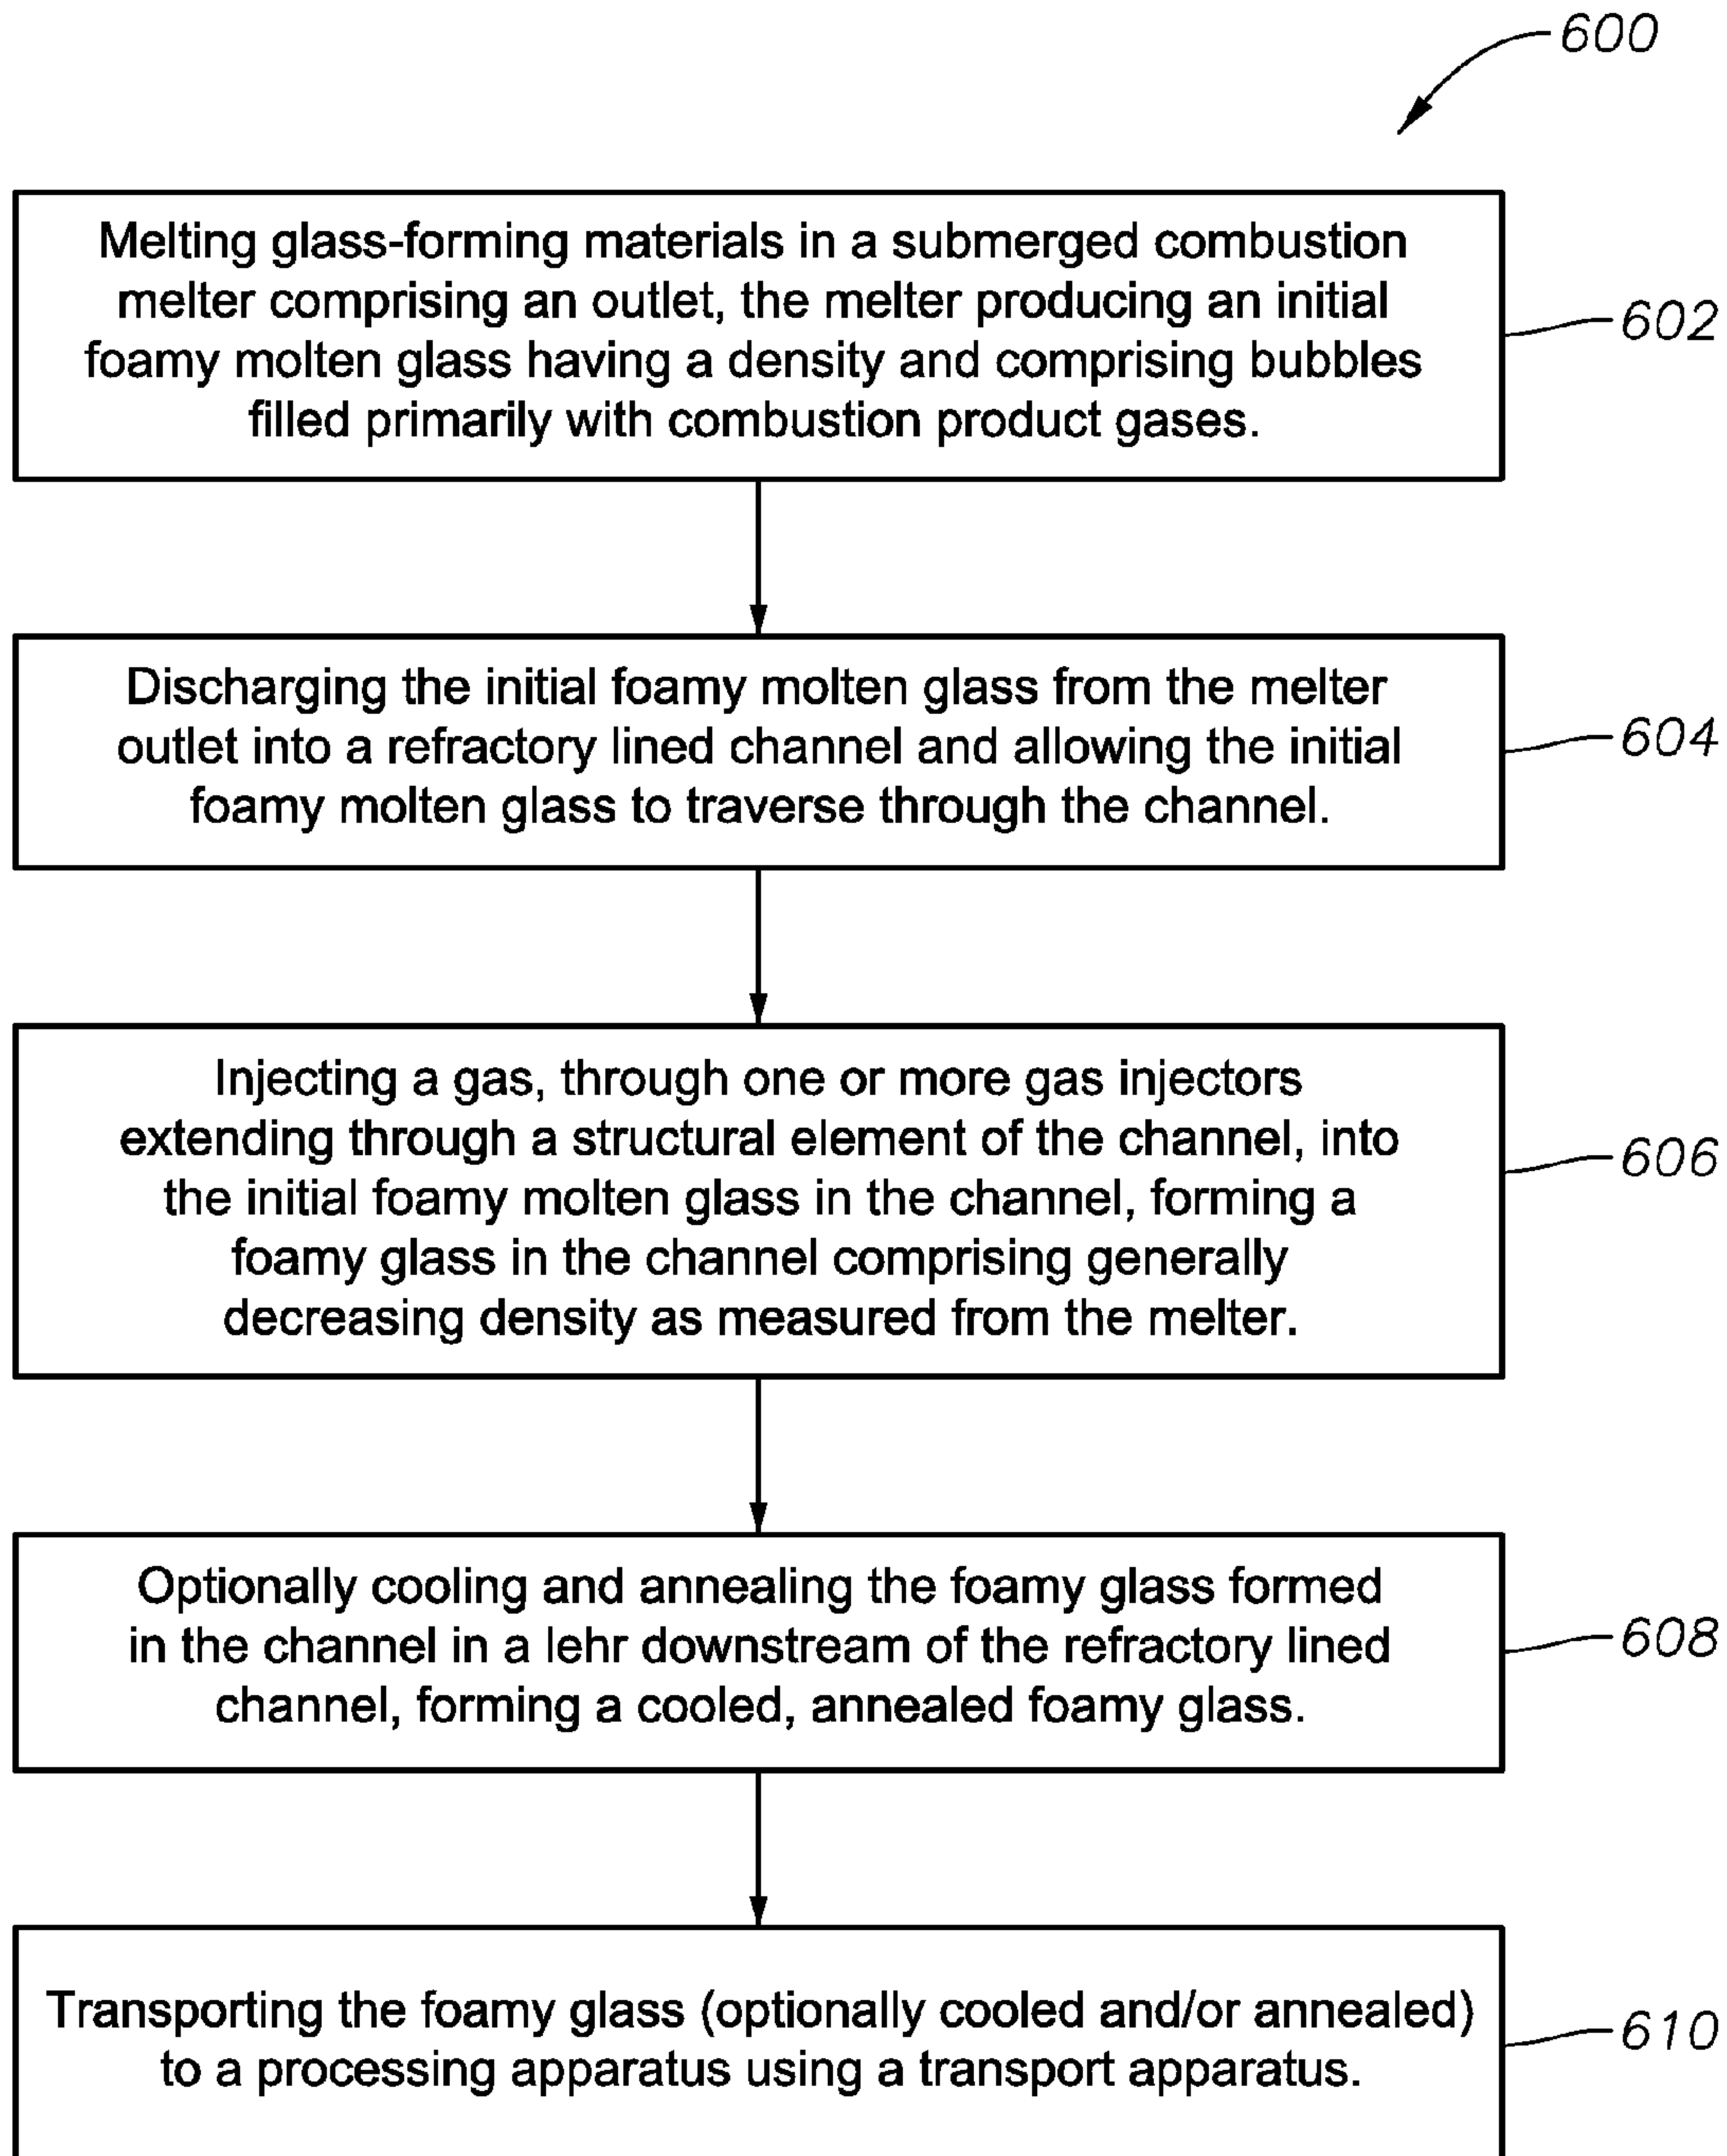 600
Melting glass-forming materials in a submerged combustion
melter comprising an outlet, the melter producing an initial
foamy molten glass having a density and comprising bubbles
filled primarily with combustion product gases.
602
Discharging the initial foamy molten glass from the melter
outlet into a refractory lined channel and allowing the initial
foamy molten glass to traverse through the channel.
604
Injecting a gas, through one or more gas injectors
extending through a structural element of the channel, into
the initial foamy molten glass in the channel, forming a
foamy glass in the channel comprising generally
decreasing density as measured from the melter.
606
Optionally cooling and annealing the foamy glass formed
in the channel in a lehr downstream of the refractory lined
channel, forming a cooled, annealed foamy glass.
608
Transporting the foamy glass (optionally cooled and/or annealed)
to a processing apparatus using a transport apparatus.
610